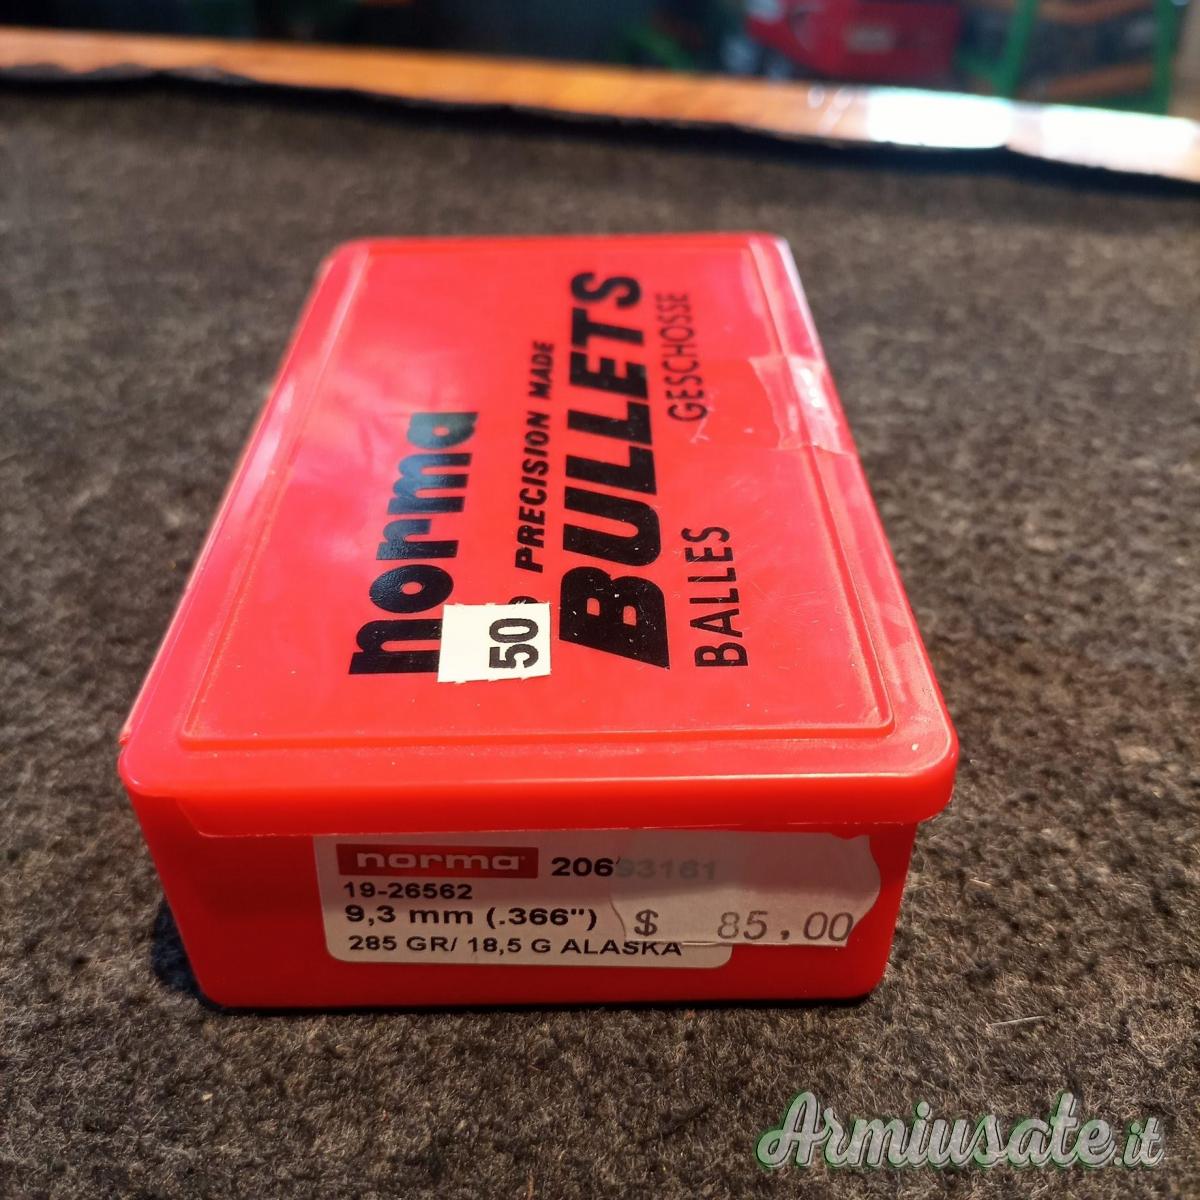 norma
50
PRECISION MADE
BULLETS
BALLES GESCHOSSE
norma 20693161
19-26562
9,3 mm (.366")
285 GR/ 18,5 G ALASKA
$ 85.00
Armiusate.it